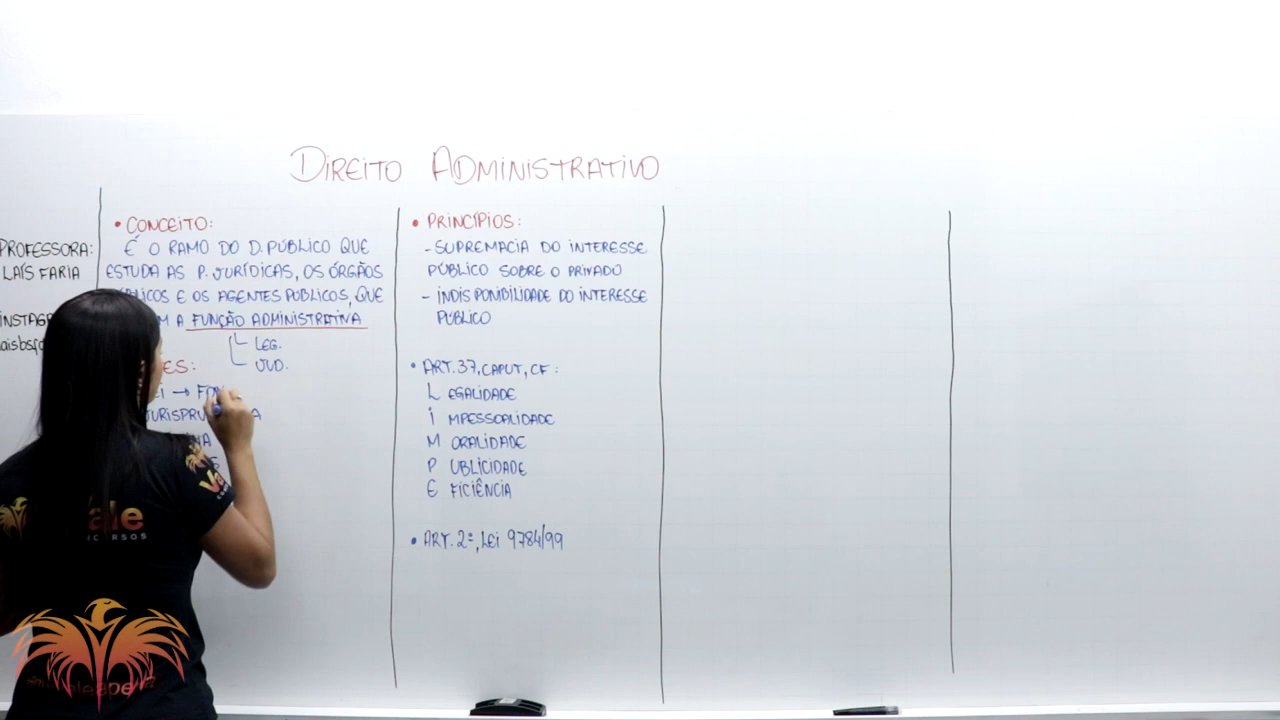 DIREITO ADMINISTRATIVO
PROFESSORA:
LAÍS FARIA
• CONCEITO:
É O RAMO DO D. PÚBLICO QUE
ESTUDA AS P. JURÍDICAS, OS ÓRGÃOS
E OS AGENTES PÚBLICOS, QUE
A FUNÇÃO ADMINISTRATIVA
LEG.
JUD.
• PRINCÍPIOS:
- SUPREMACIA DO INTERESSE
PÚBLICO SOBRE O PRIVADO
- INDISPONIBILIDADE DO INTERESSE
PÚBLICO
• ART. 37, CAPUT, CF:
L EGALIDADE
I MPESSOALIDADE
M ORALIDADE
P UBLICIDADE
E FICIÊNCIA
• ART. 2º, LEI 9784/99